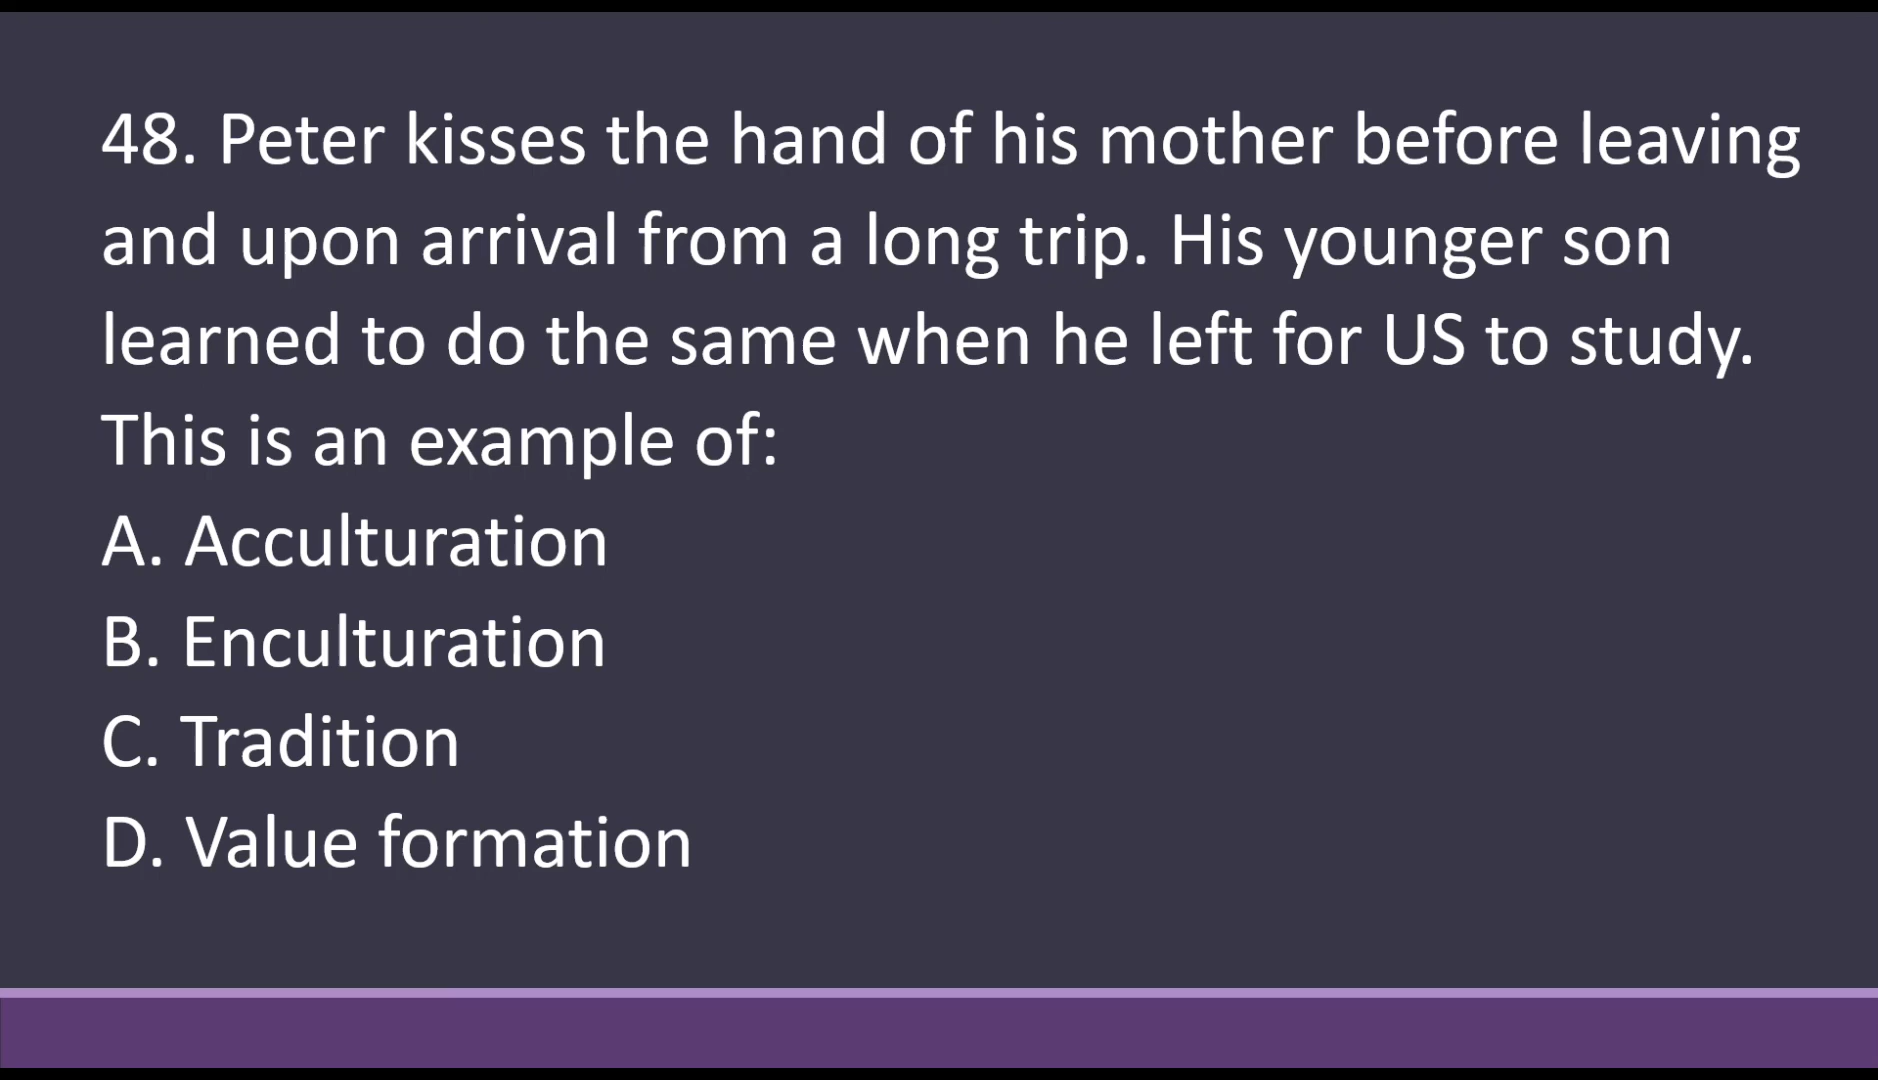 48. Peter kisses the hand of his mother before leaving
and upon arrival from a long trip. His younger son
learned to do the same when he left for US to study.
This is an example of:
A. Acculturation
B. Enculturation
C. Tradition
D. Value formation